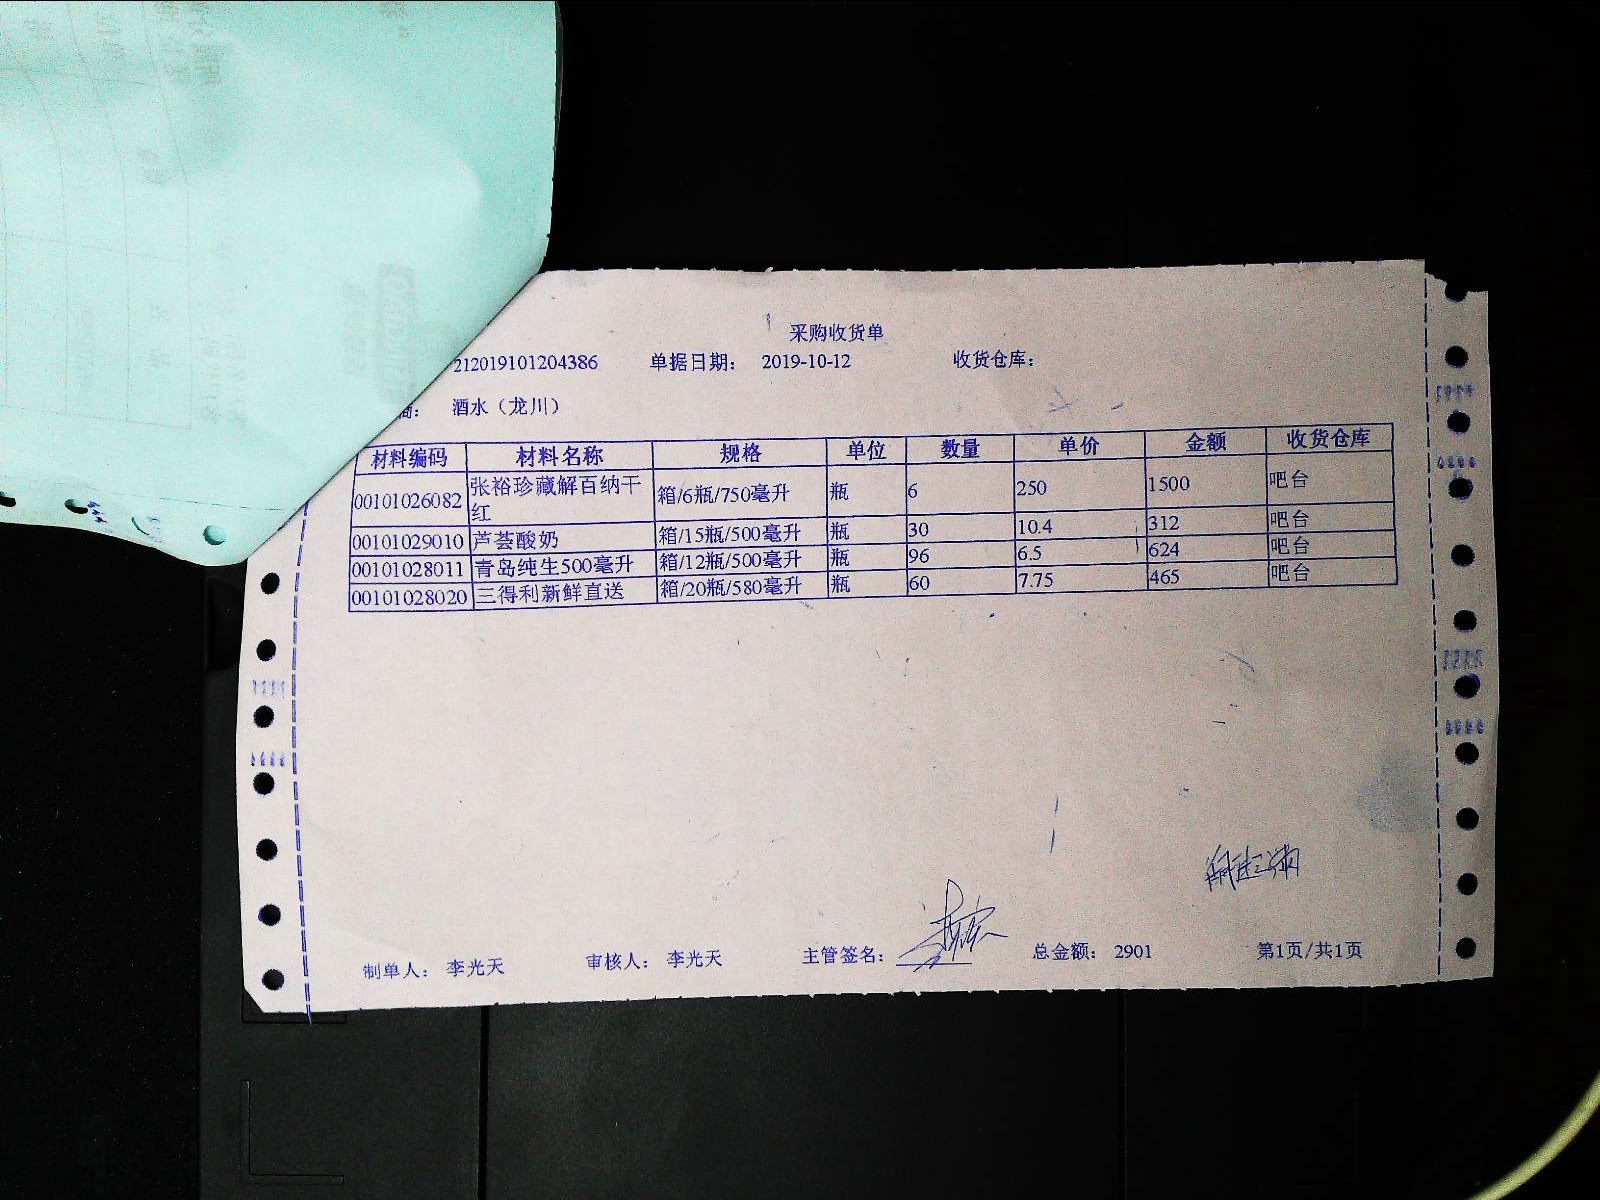 采购收货单
212019101204386 单据日期: 2019-10-12 收货仓库:
商: 酒水（龙川）
材料编码 材料名称 规格 单位 数量 单价 金额 收货仓库
00101026082 张裕珍藏解百纳干红 箱/6瓶/750毫升 瓶 6 250 1500 吧台
00101029010 芦荟酸奶 箱/15瓶/500毫升 瓶 30 10.4 312 吧台
00101028011 青岛纯生500毫升 箱/12瓶/500毫升 瓶 96 6.5 624 吧台
00101028020 三得利新鲜直送 箱/20瓶/580毫升 瓶 60 7.75 465 吧台
制单人: 李光天 审核人: 李光天 主管签名: 总金额: 2901 第1页/共1页